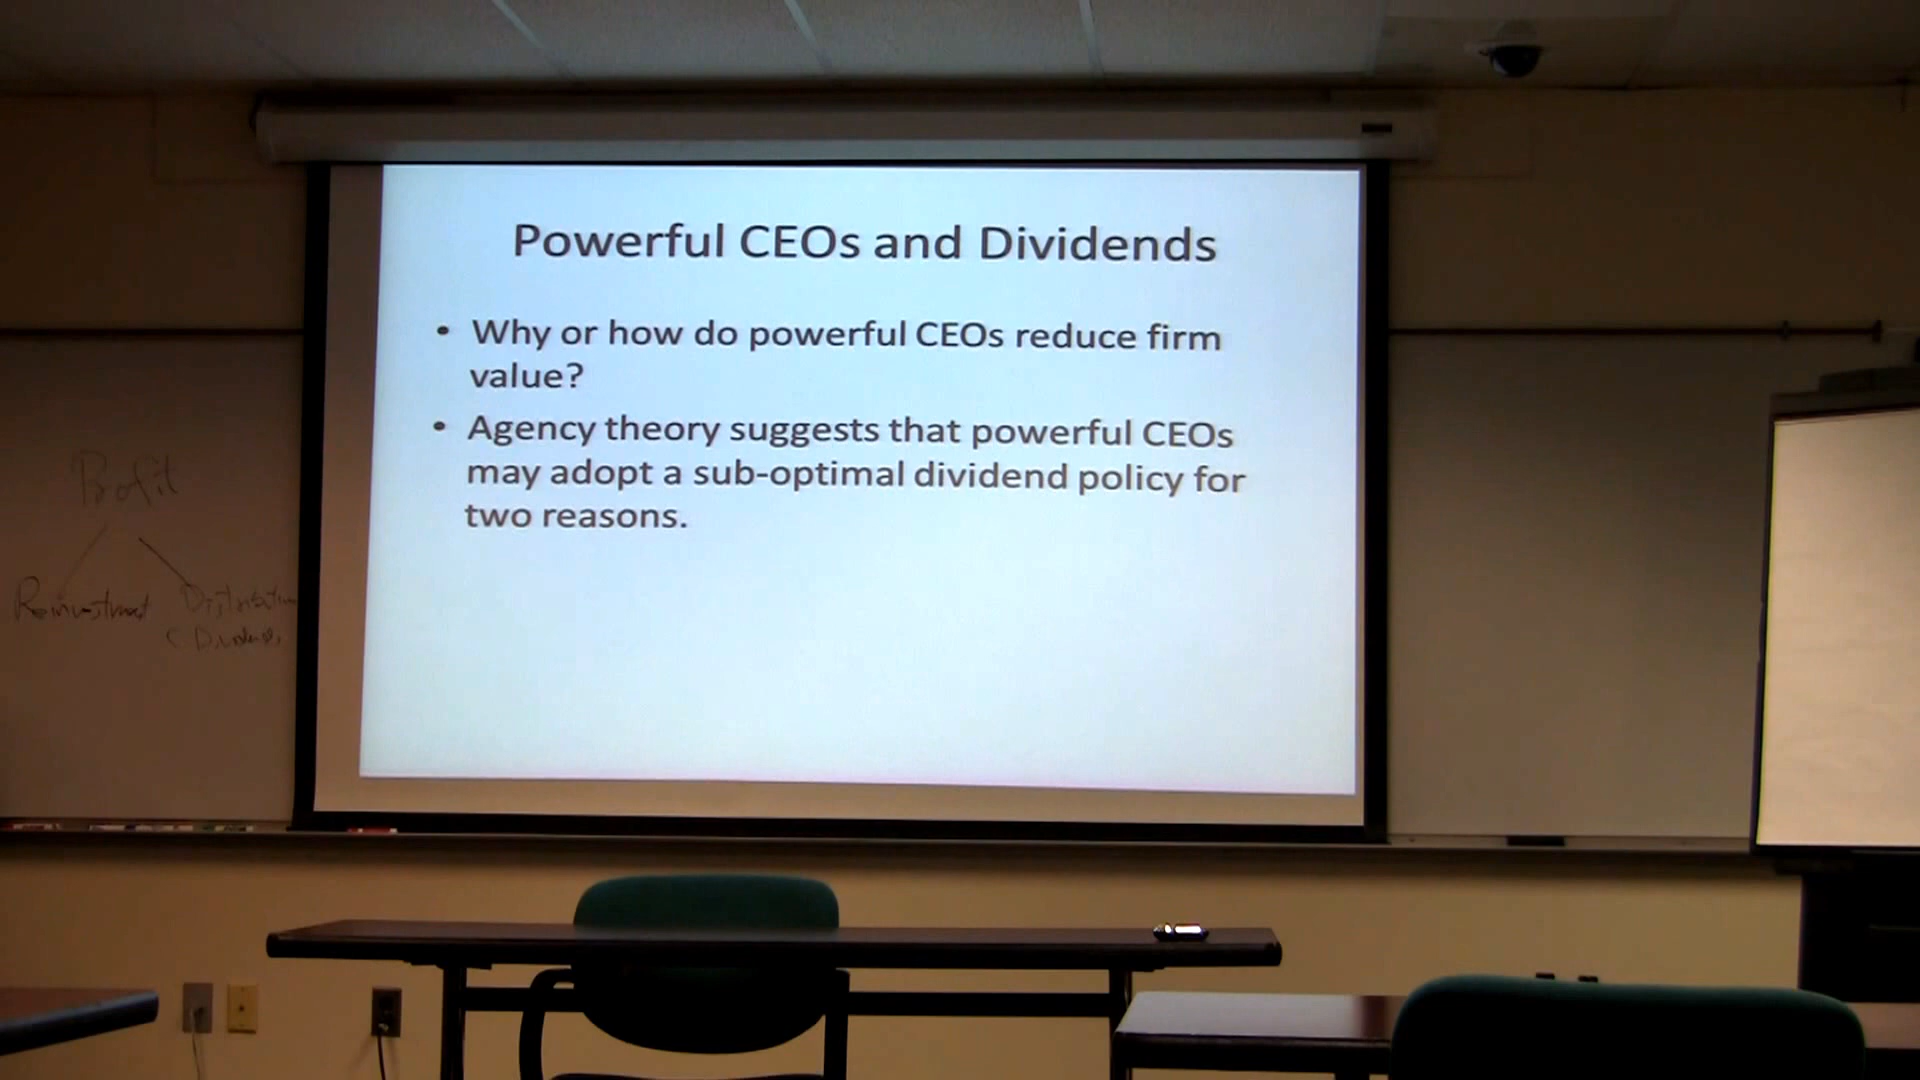 Powerful CEOs and Dividends
• Why or how do powerful CEOs reduce firm
value?
• Agency theory suggests that powerful CEOs
may adopt a sub-optimal dividend policy for
two reasons.
Profit
Reinvestment